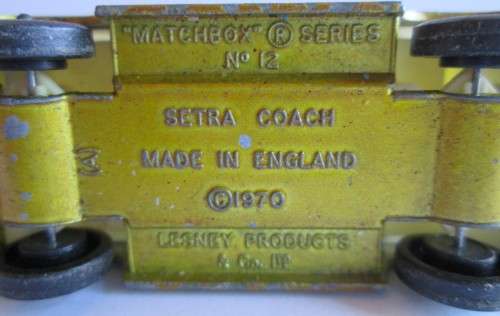 "MATCHBOX" ® SERIES
No 12
SETRA COACH
(A)
MADE IN ENGLAND
©1970
LESNEY PRODUCTS
& Co. Ltd